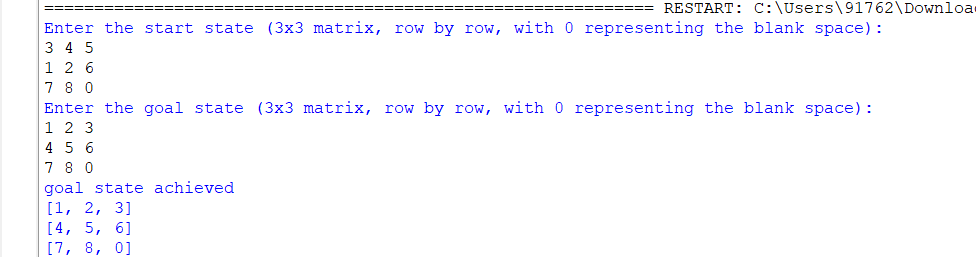 ============================================================= RESTART: C:\Users\91762\Downloa
Enter the start state (3x3 matrix, row by row, with 0 representing the blank space):
3 4 5
1 2 6
7 8 0
Enter the goal state (3x3 matrix, row by row, with 0 representing the blank space):
1 2 3
4 5 6
7 8 0
goal state achieved
[1, 2, 3]
[4, 5, 6]
[7, 8, 0]